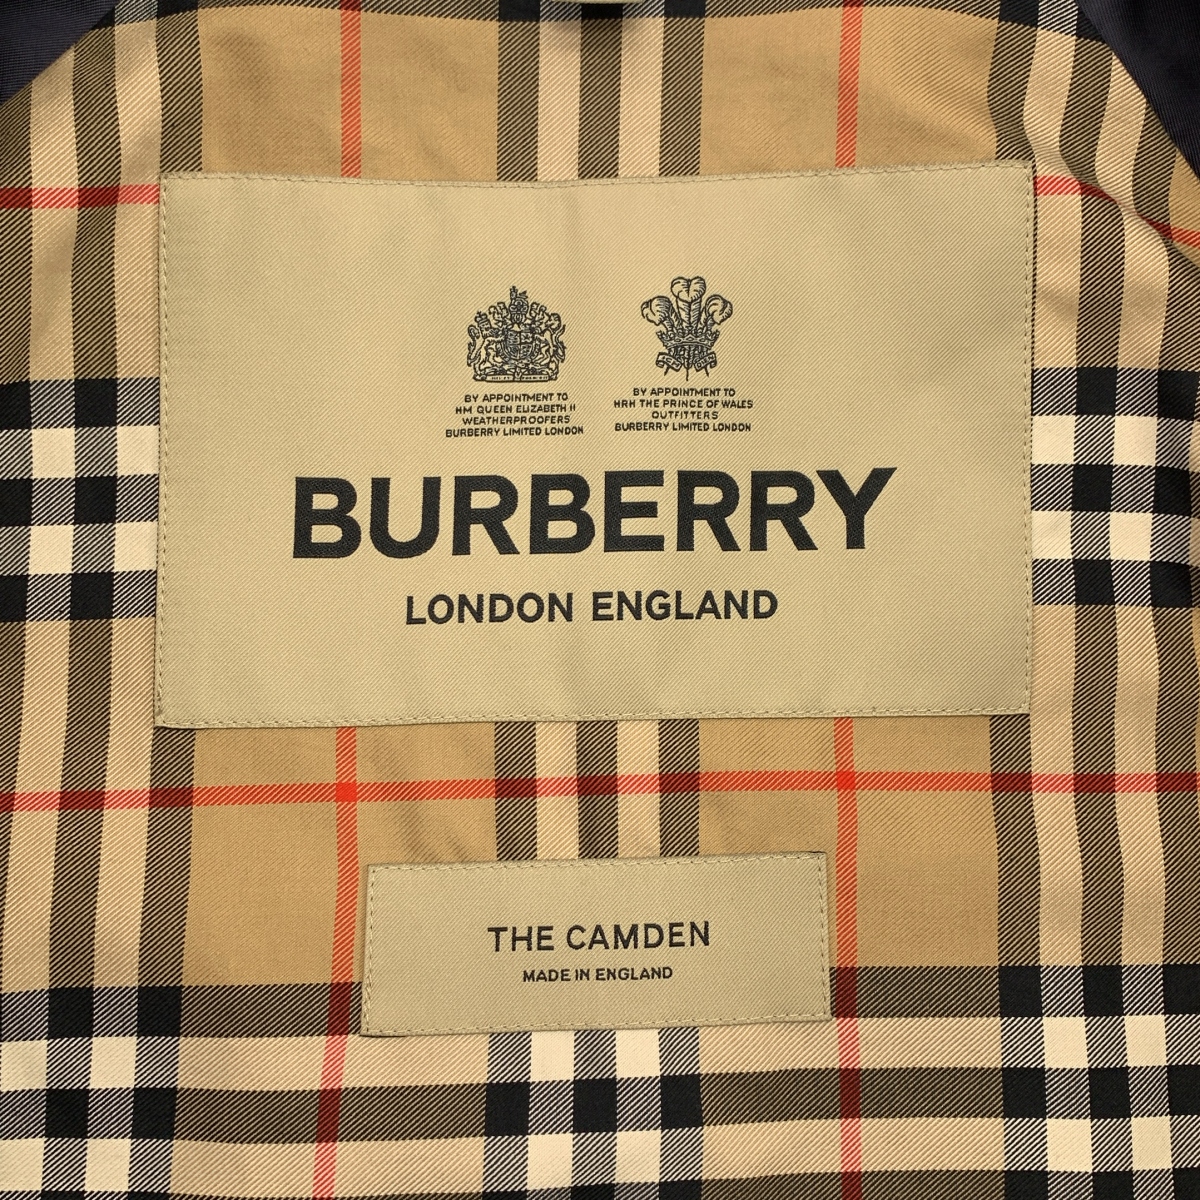 BY APPOINTMENT TO
HM QUEEN ELIZABETH II
WEATHERPROOFERS
BURBERRY LIMITED LONDON
BY APPOINTMENT TO
HRH THE PRINCE OF WALES
OUTFITTERS
BURBERRY LIMITED LONDON
BURBERRY
LONDON ENGLAND
THE CAMDEN
MADE IN ENGLAND